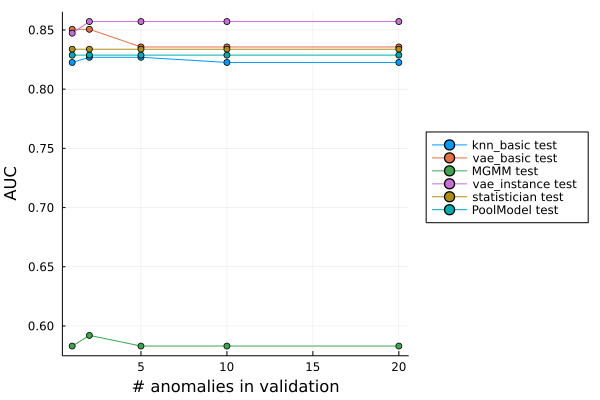 0.85
0.80
0.75
0.70
0.65
0.60
AUC
5
10
15
20
# anomalies in validation
knn_basic test
vae_basic test
MGMM test
vae_instance test
statistician test
PoolModel test